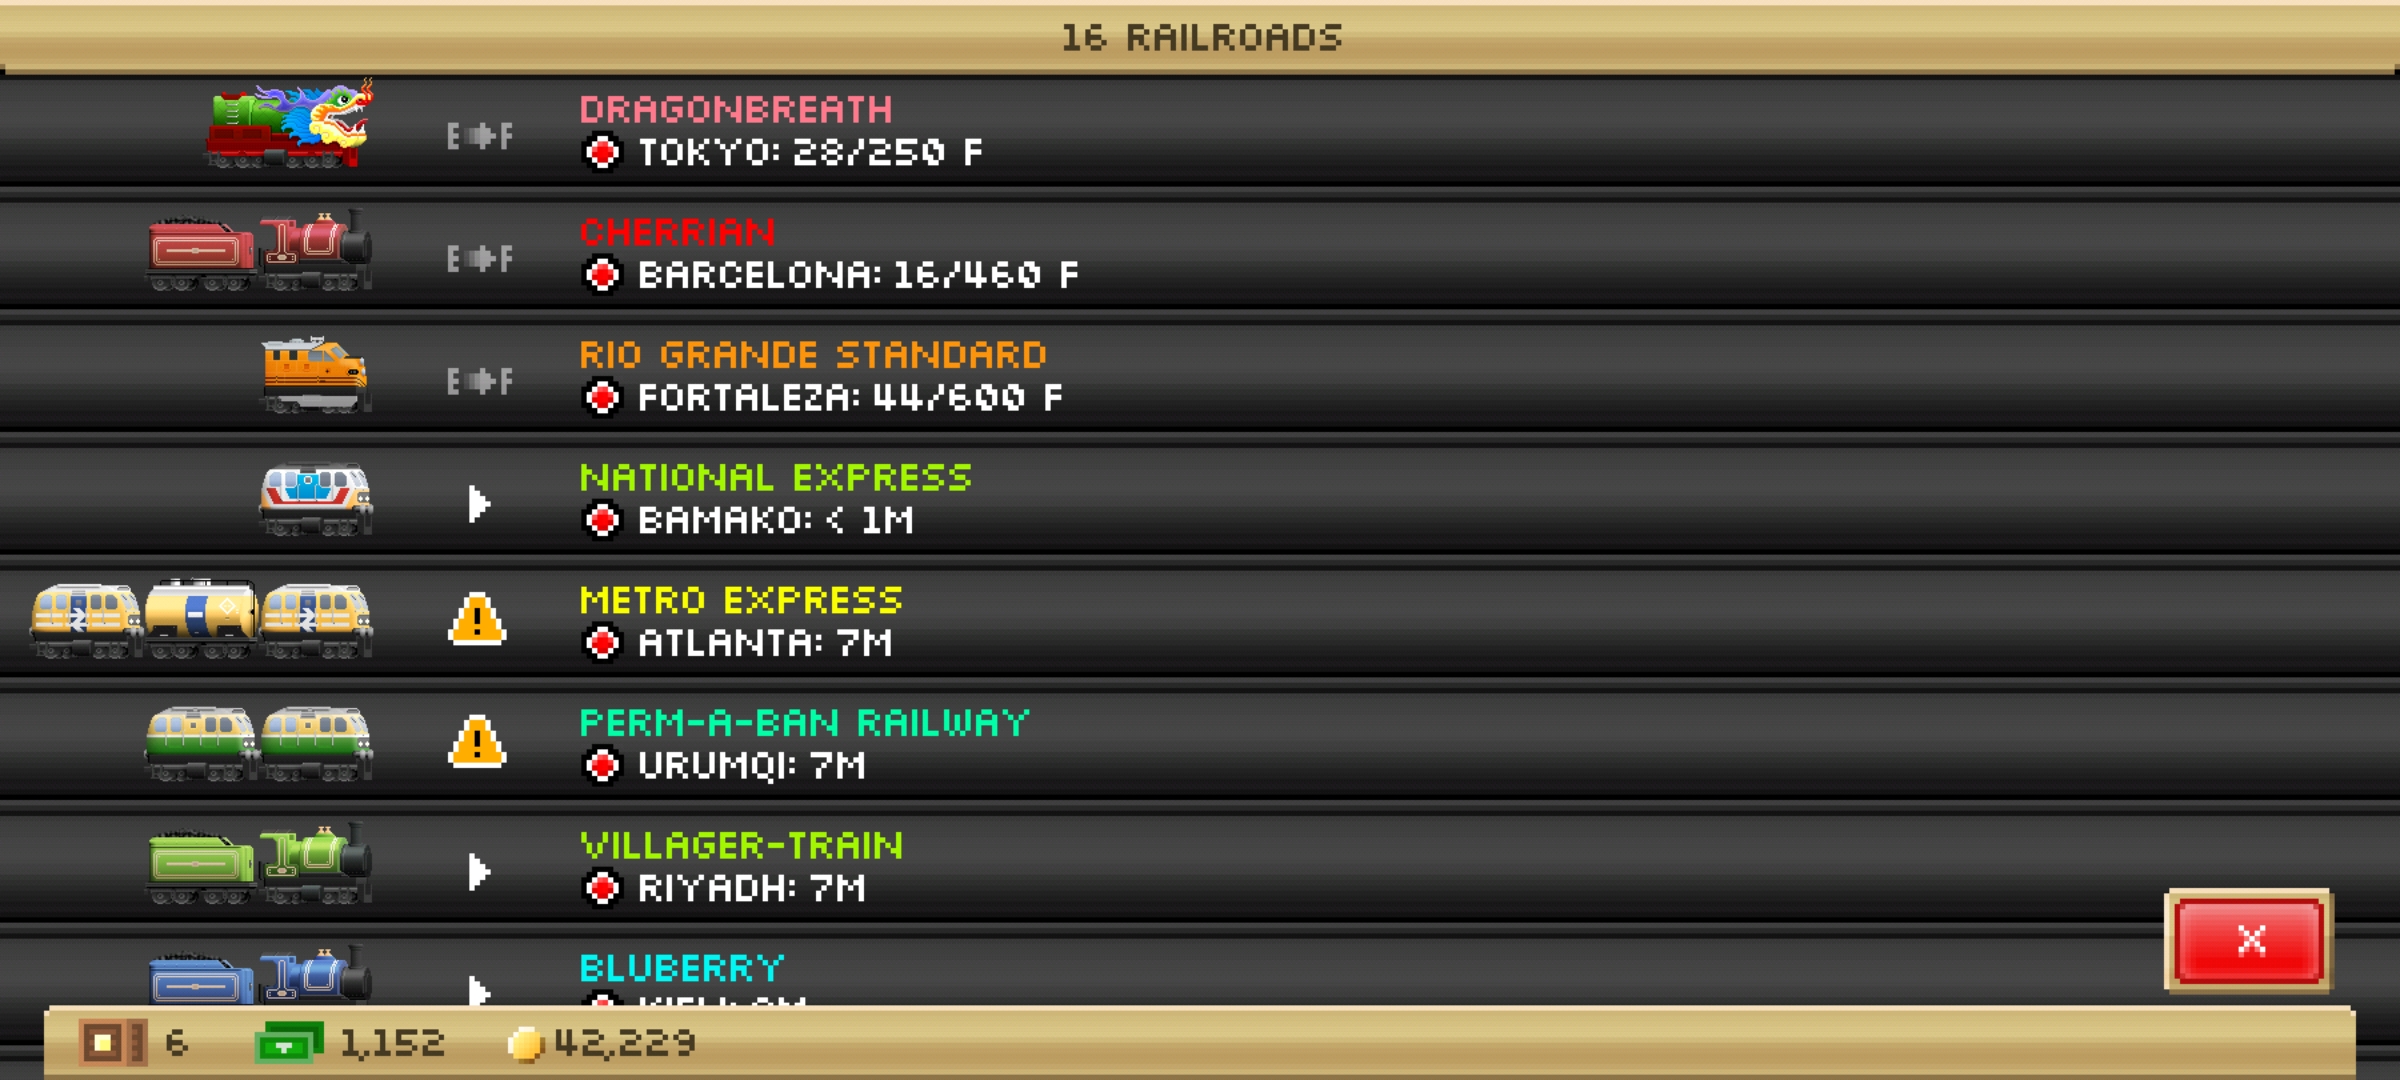 16 RAILROADS
E F
DRAGONBREATH
TOKYO: 28/250 F
E F
CHERRIAN
BARCELONA: 16/460 F
E F
RIO GRANDE STANDARD
FORTALEZA: 44/600 F
NATIONAL EXPRESS
BAMAKO: < 1M
METRO EXPRESS
ATLANTA: 7M
PERM-A-BAN RAILWAY
URUMQI: 7M
VILLAGER-TRAIN
RIYADH: 7M
BLUBERRY
X
6 1,152 42,229